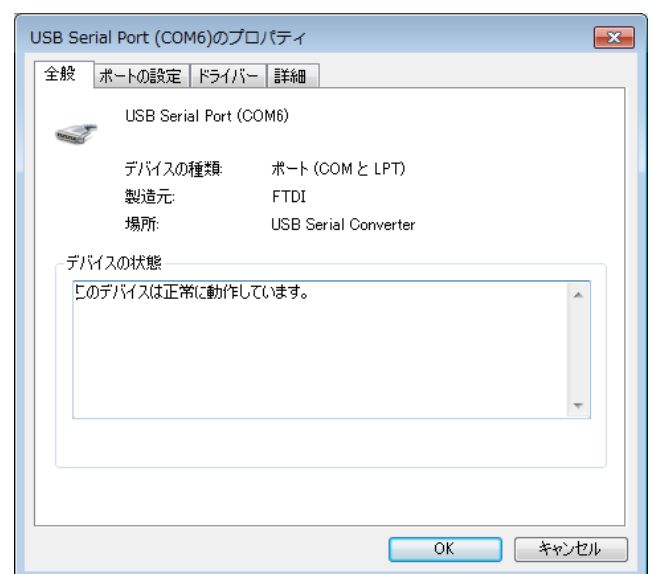 USB Serial Port (COM6)のプロパティ
全般 ポートの設定 ドライバー 詳細
USB Serial Port (COM6)
デバイスの種類: ポート (COM と LPT)
製造元: FTDI
場所: USB Serial Converter
デバイスの状態
このデバイスは正常に動作しています。
OK キャンセル